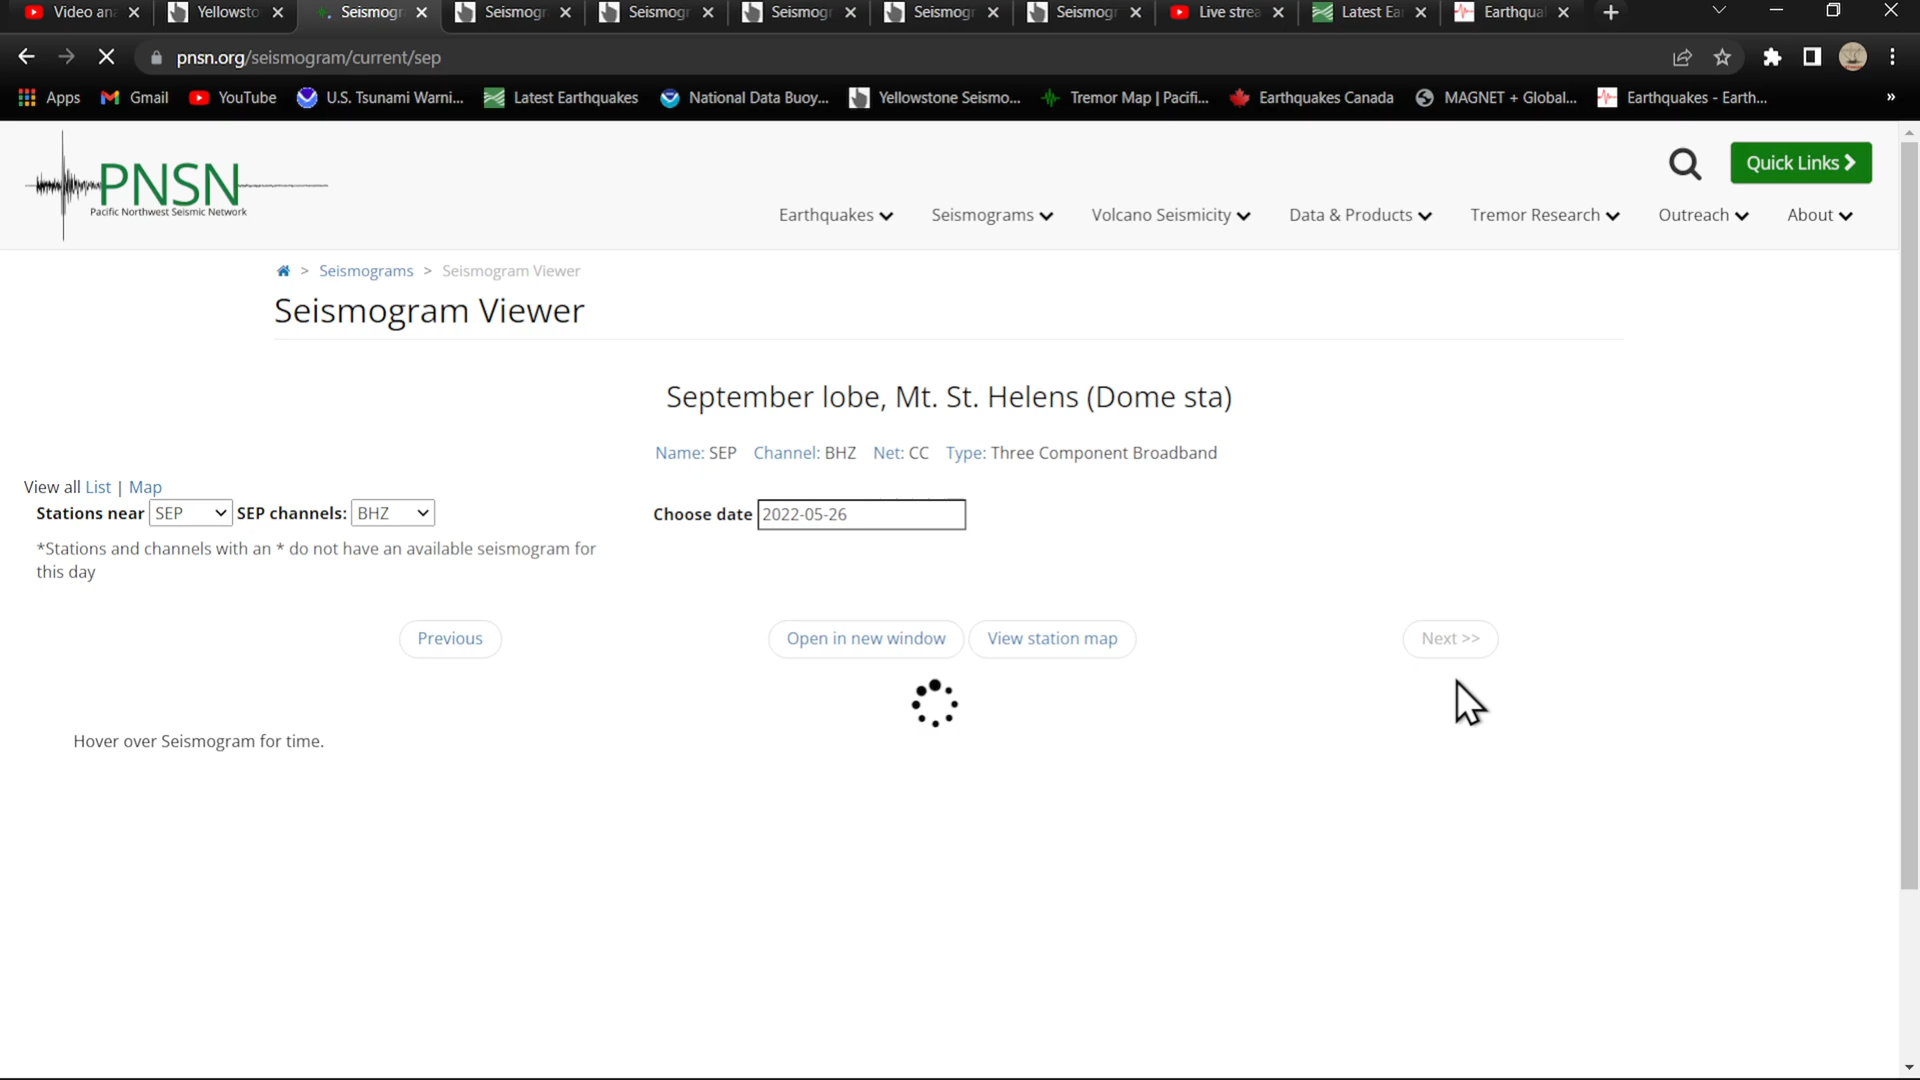 Video an Yellowsto Seismogr Seismogr Seismogr Seismogr Seismogr Seismogr Live strea Latest Ea Earthqua
pnsn.org/seismogram/current/sep
Apps Gmail YouTube U.S. Tsunami Warni... Latest Earthquakes National Data Buoy... Yellowstone Seismo... Tremor Map | Pacifi... Earthquakes Canada MAGNET + Global... Earthquakes - Earth... »
PNSN
Pacific Northwest Seismic Network
Quick Links
Earthquakes Seismograms Volcano Seismicity Data & Products Tremor Research Outreach About
> Seismograms > Seismogram Viewer
Seismogram Viewer
September lobe, Mt. St. Helens (Dome sta)
Name: SEP Channel: BHZ Net: CC Type: Three Component Broadband
View all List | Map
Stations near SEP SEP channels: BHZ Choose date 2022-05-26
*Stations and channels with an * do not have an available seismogram for
this day
Previous Open in new window View station map Next >>
Hover over Seismogram for time.